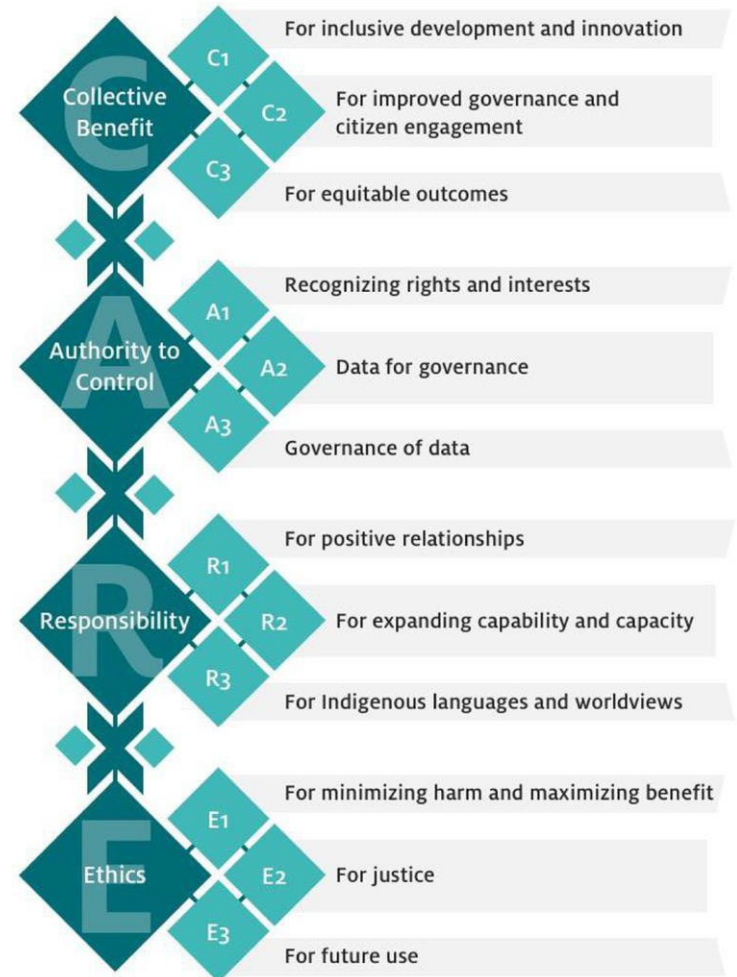 C
Collective
Benefit
C1
For inclusive development and innovation
C2
For improved governance and
citizen engagement
C3
For equitable outcomes
A
Authority to
Control
A1
Recognizing rights and interests
A2
Data for governance
A3
Governance of data
R
Responsibility
R1
For positive relationships
R2
For expanding capability and capacity
R3
For Indigenous languages and worldviews
E
Ethics
E1
For minimizing harm and maximizing benefit
E2
For justice
E3
For future use